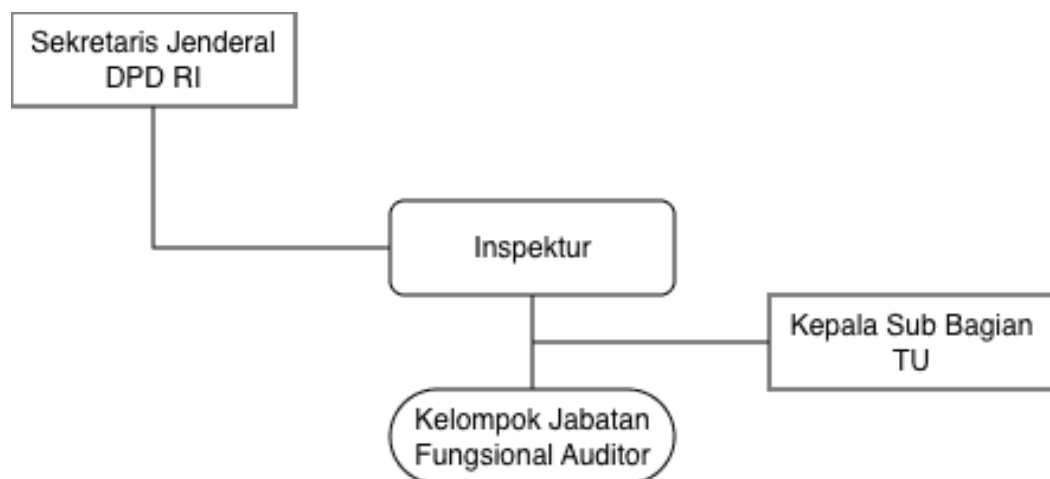 Sekretaris Jenderal
DPD RI
Inspektur
Kepala Sub Bagian
TU
Kelompok Jabatan
Fungsional Auditor